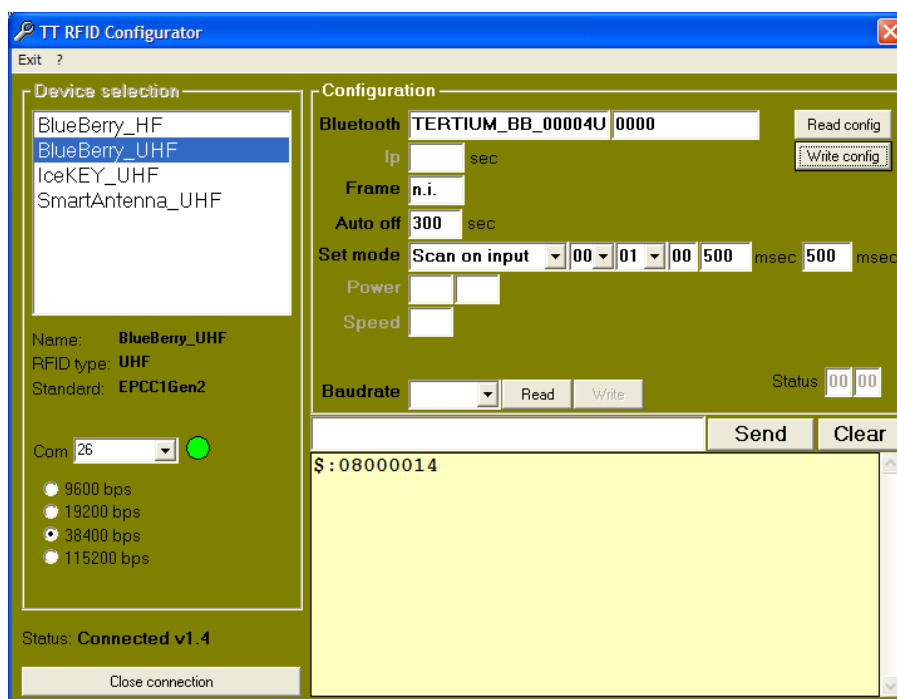 TT RFID Configurator
Exit ?
Device selection
BlueBerry_HF
BlueBerry_UHF
IceKEY_UHF
SmartAntenna_UHF
Name: BlueBerry_UHF
RFID type: UHF
Standard: EPCC1Gen2
Com 26
9600 bps
19200 bps
38400 bps
115200 bps
Status: Connected v1.4
Close connection
Configuration
Bluetooth TERTIUM_BB_00004U 0000 Read config
Ip sec Write config
Frame n.i.
Auto off 300 sec
Set mode Scan on input 00 01 00 500 msec 500 msec
Power
Speed
Status 00 00
Baudrate Read Write
Send Clear
$:08000014